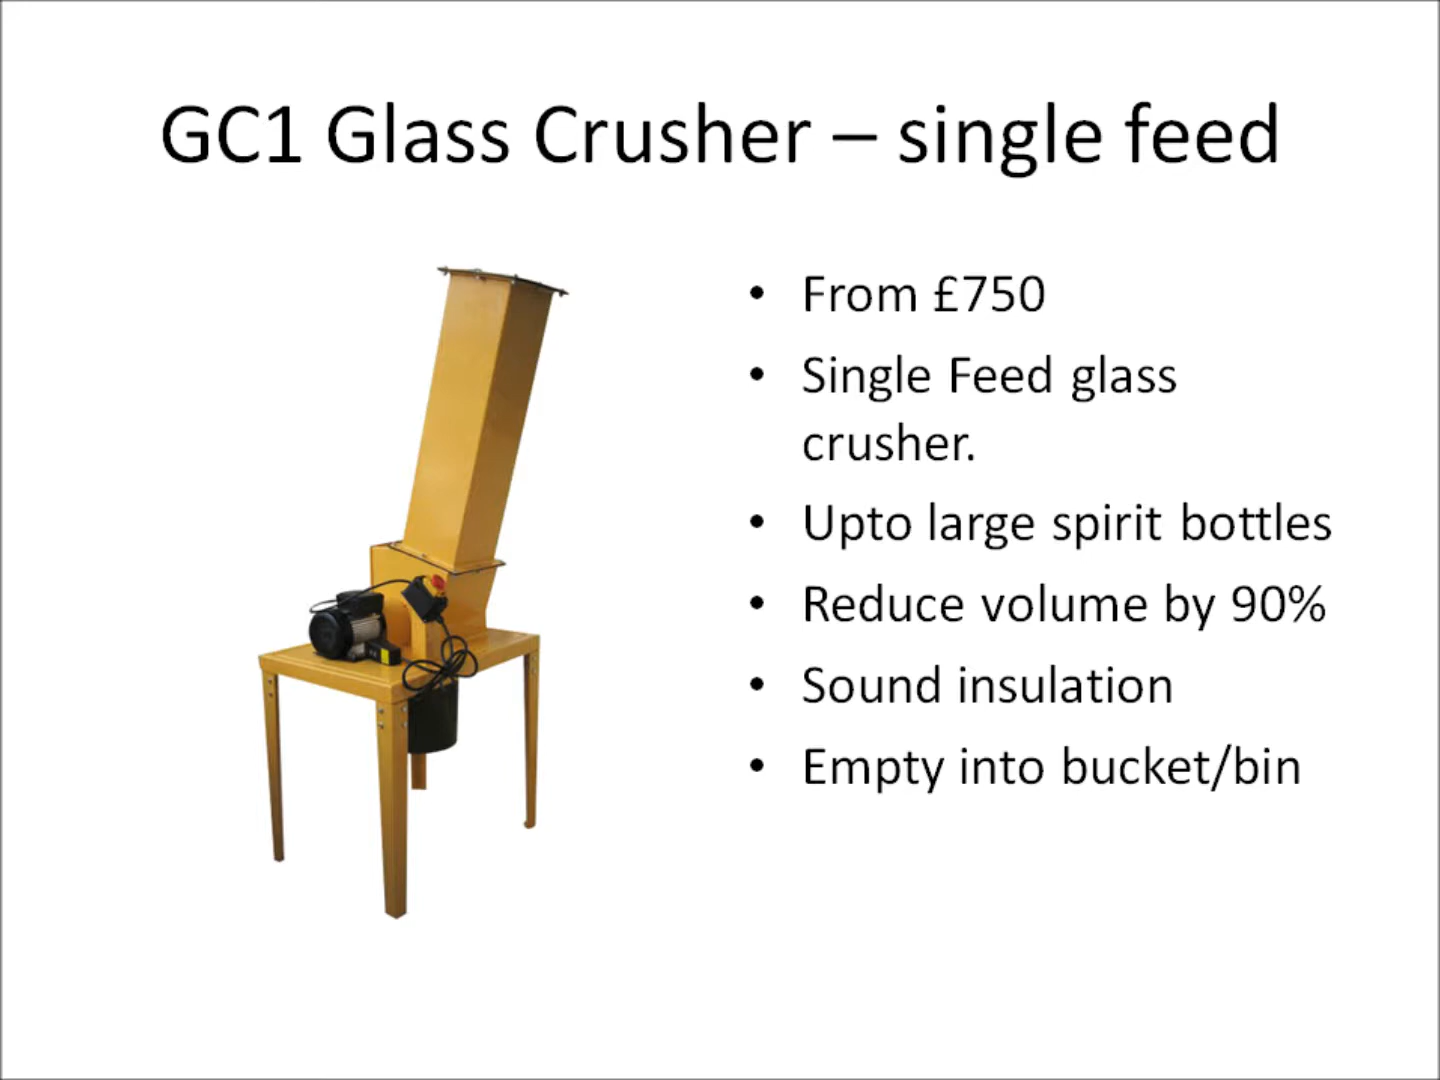 GC1 Glass Crusher – single feed
• From £750
• Single Feed glass
crusher.
• Upto large spirit bottles
• Reduce volume by 90%
• Sound insulation
• Empty into bucket/bin